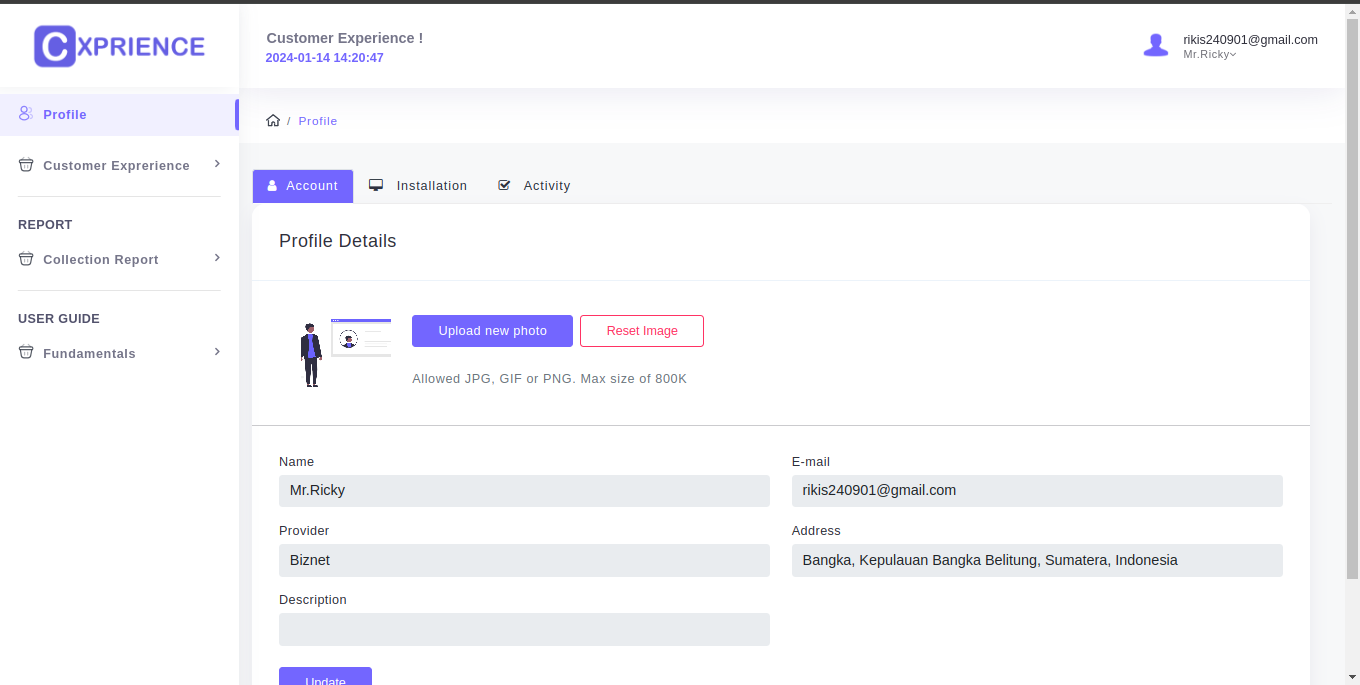 CXPRIENCE
Customer Experience !
2024-01-14 14:20:47
rikis240901@gmail.com
Mr.Ricky
Profile
Customer Exprerience
REPORT
Collection Report
USER GUIDE
Fundamentals
/ Profile
Account Installation Activity
Profile Details
Upload new photo Reset Image
Allowed JPG, GIF or PNG. Max size of 800K
Name
Mr.Ricky
E-mail
rikis240901@gmail.com
Provider
Biznet
Address
Bangka, Kepulauan Bangka Belitung, Sumatera, Indonesia
Description
Update